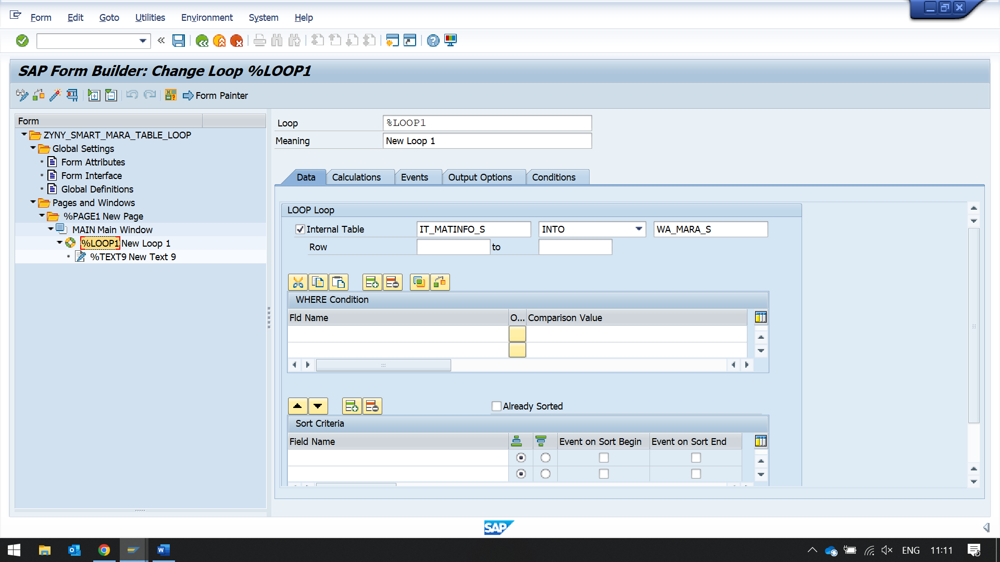 Form Edit Goto Utilities Environment System Help
SAP Form Builder: Change Loop %LOOP1
Form Painter
Form
ZYNY_SMART_MARA_TABLE_LOOP
Global Settings
Form Attributes
Form Interface
Global Definitions
Pages and Windows
%PAGE1 New Page
MAIN Main Window
%LOOP1 New Loop 1
%TEXT9 New Text 9
Loop %LOOP1
Meaning New Loop 1
Data Calculations Events Output Options Conditions
LOOP Loop
Internal Table IT_MATINFO_S INTO WA_MARA_S
Row to
WHERE Condition
Fld Name O... Comparison Value
Already Sorted
Sort Criteria
Field Name Event on Sort Begin Event on Sort End
SAP
ENG 11:11